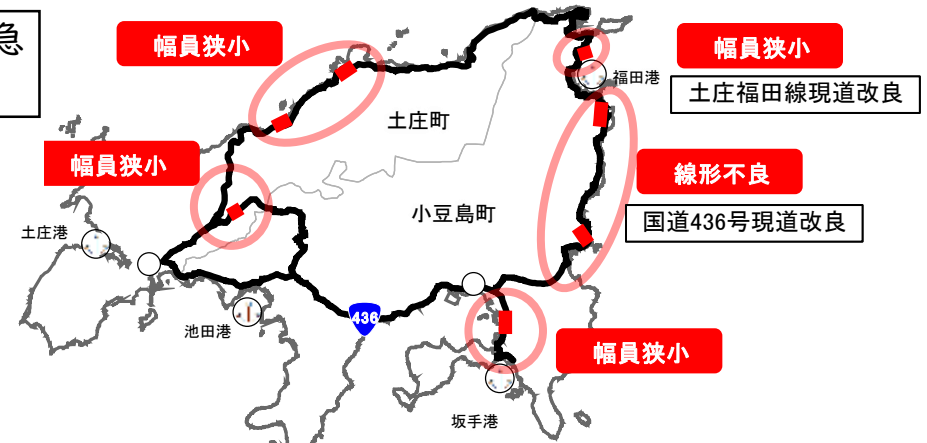 急
幅員狭小
幅員狭小
福田港
土庄福田線現道改良
土庄町
幅員狭小
線形不良
小豆島町
国道436号現道改良
土庄港
池田港
436
幅員狭小
坂手港